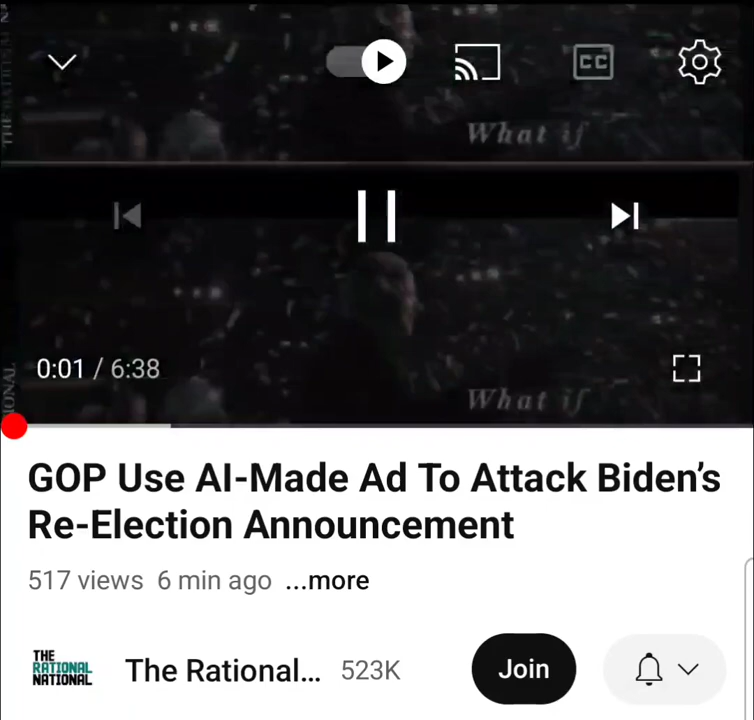 CC
What if
0:01 / 6:38
What if
GOP Use AI-Made Ad To Attack Biden's
Re-Election Announcement
517 views 6 min ago ...more
THE
RATIONAL
NATIONAL
The Rational... 523K
Join